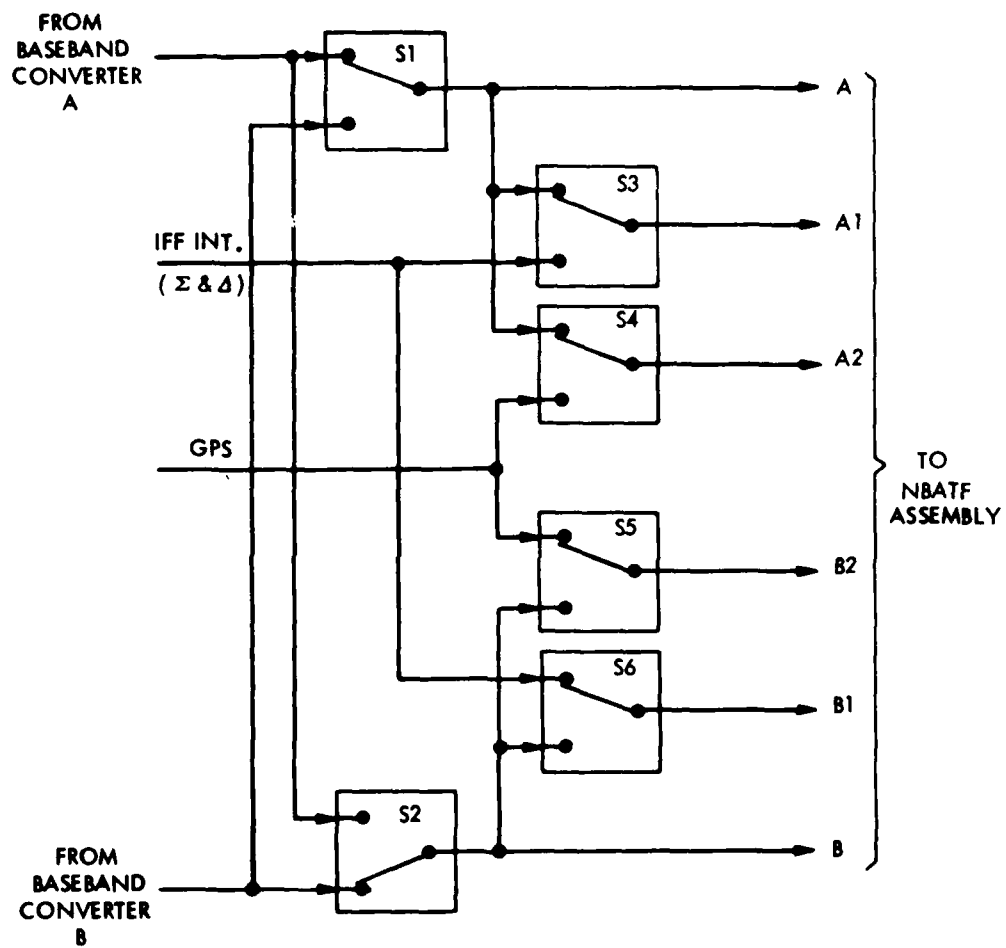 FROM
BASEBAND
CONVERTER
A
S1
A
S3
A1
IFF INT.
(Σ & Δ)
S4
A2
GPS
TO
NBATF
ASSEMBLY
S5
B2
S6
B1
S2
B
FROM
BASEBAND
CONVERTER
B